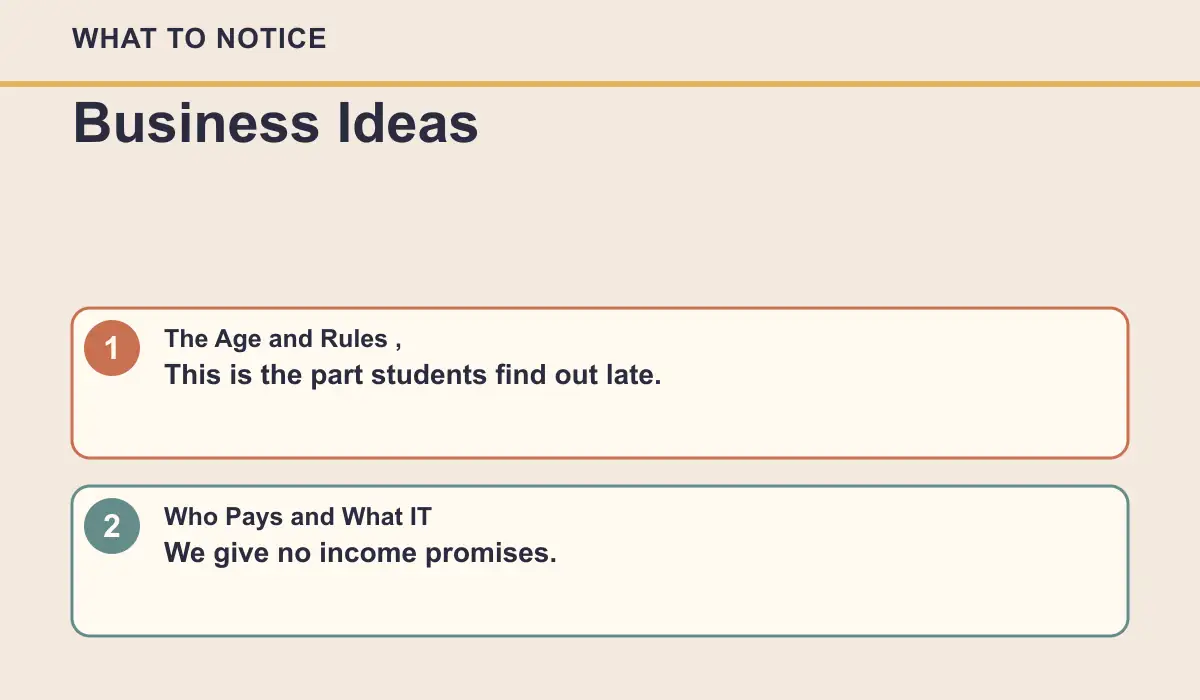 WHAT TO NOTICE
Business Ideas
1
The Age and Rules ,
This is the part students find out late.
2
Who Pays and What IT
We give no income promises.